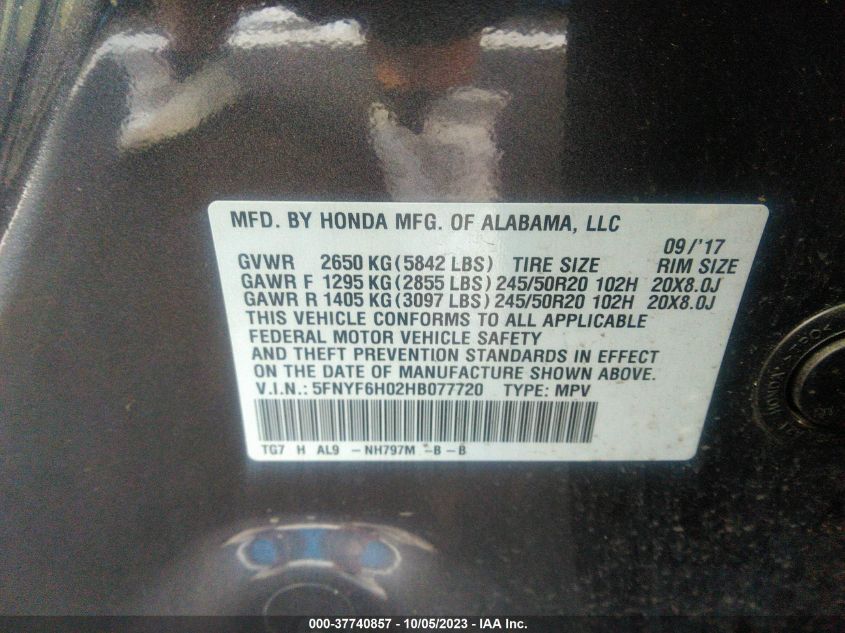 MFD. BY HONDA MFG. OF ALABAMA, LLC
09/'17
GVWR 2650 KG (5842 LBS) TIRE SIZE RIM SIZE
GAWR F 1295 KG (2855 LBS) 245/50R20 102H 20X8.0J
GAWR R 1405 KG (3097 LBS) 245/50R20 102H 20X8.0J
THIS VEHICLE CONFORMS TO ALL APPLICABLE
FEDERAL MOTOR VEHICLE SAFETY
AND THEFT PREVENTION STANDARDS IN EFFECT
ON THE DATE OF MANUFACTURE SHOWN ABOVE.
V.I.N.: 5FNYF6H02HB077720 TYPE: MPV
TG7 H AL9 -NH797M -B-B
000-37740857 - 10/05/2023 - IAA Inc.